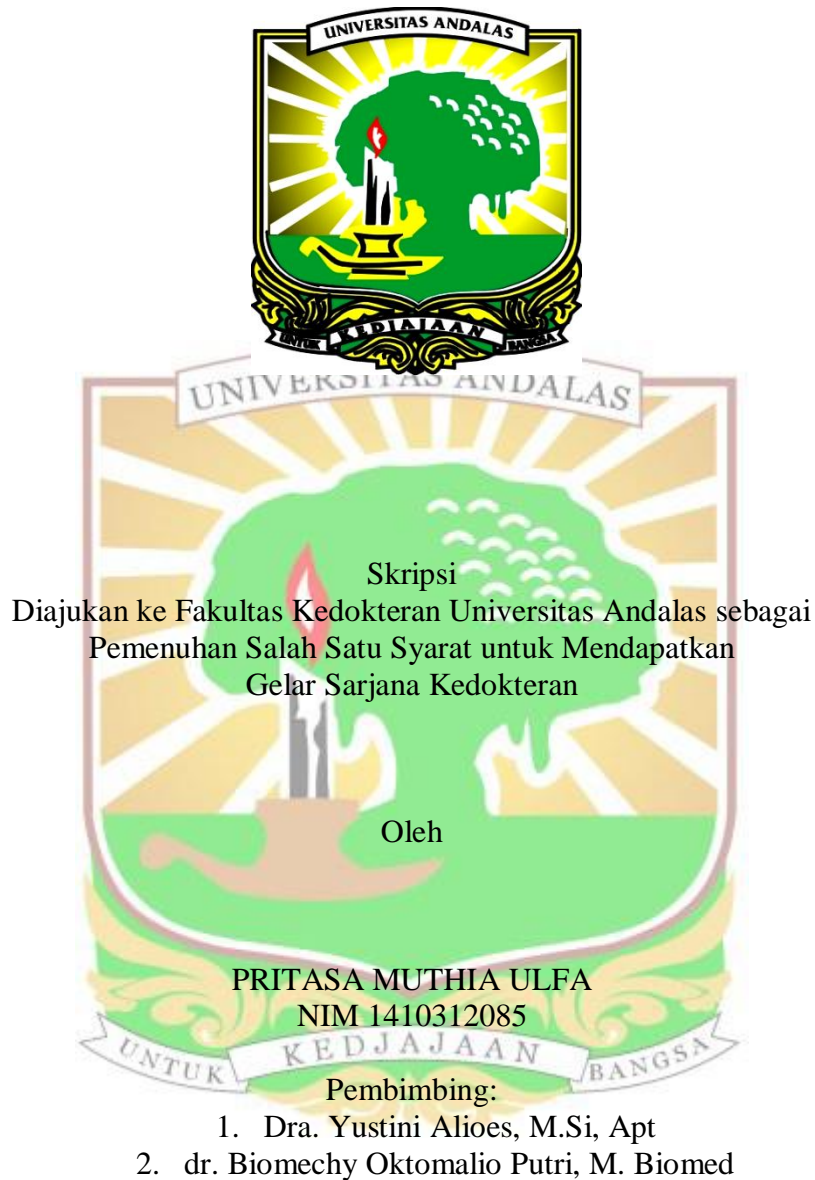 UNIVERSITAS ANDALAS
UNTUK KEDJAJAAN BANGSA
UNIVERSITAS ANDALAS
Skripsi
Diajukan ke Fakultas Kedokteran Universitas Andalas sebagai
Pemenuhan Salah Satu Syarat untuk Mendapatkan
Gelar Sarjana Kedokteran
Oleh
PRITASA MUTHIA ULFA
NIM 1410312085
UNTUK KEDJAJAAN BANGSA
Pembimbing:
1. Dra. Yustini Alioes, M.Si, Apt
2. dr. Biomechy Oktomalio Putri, M. Biomed